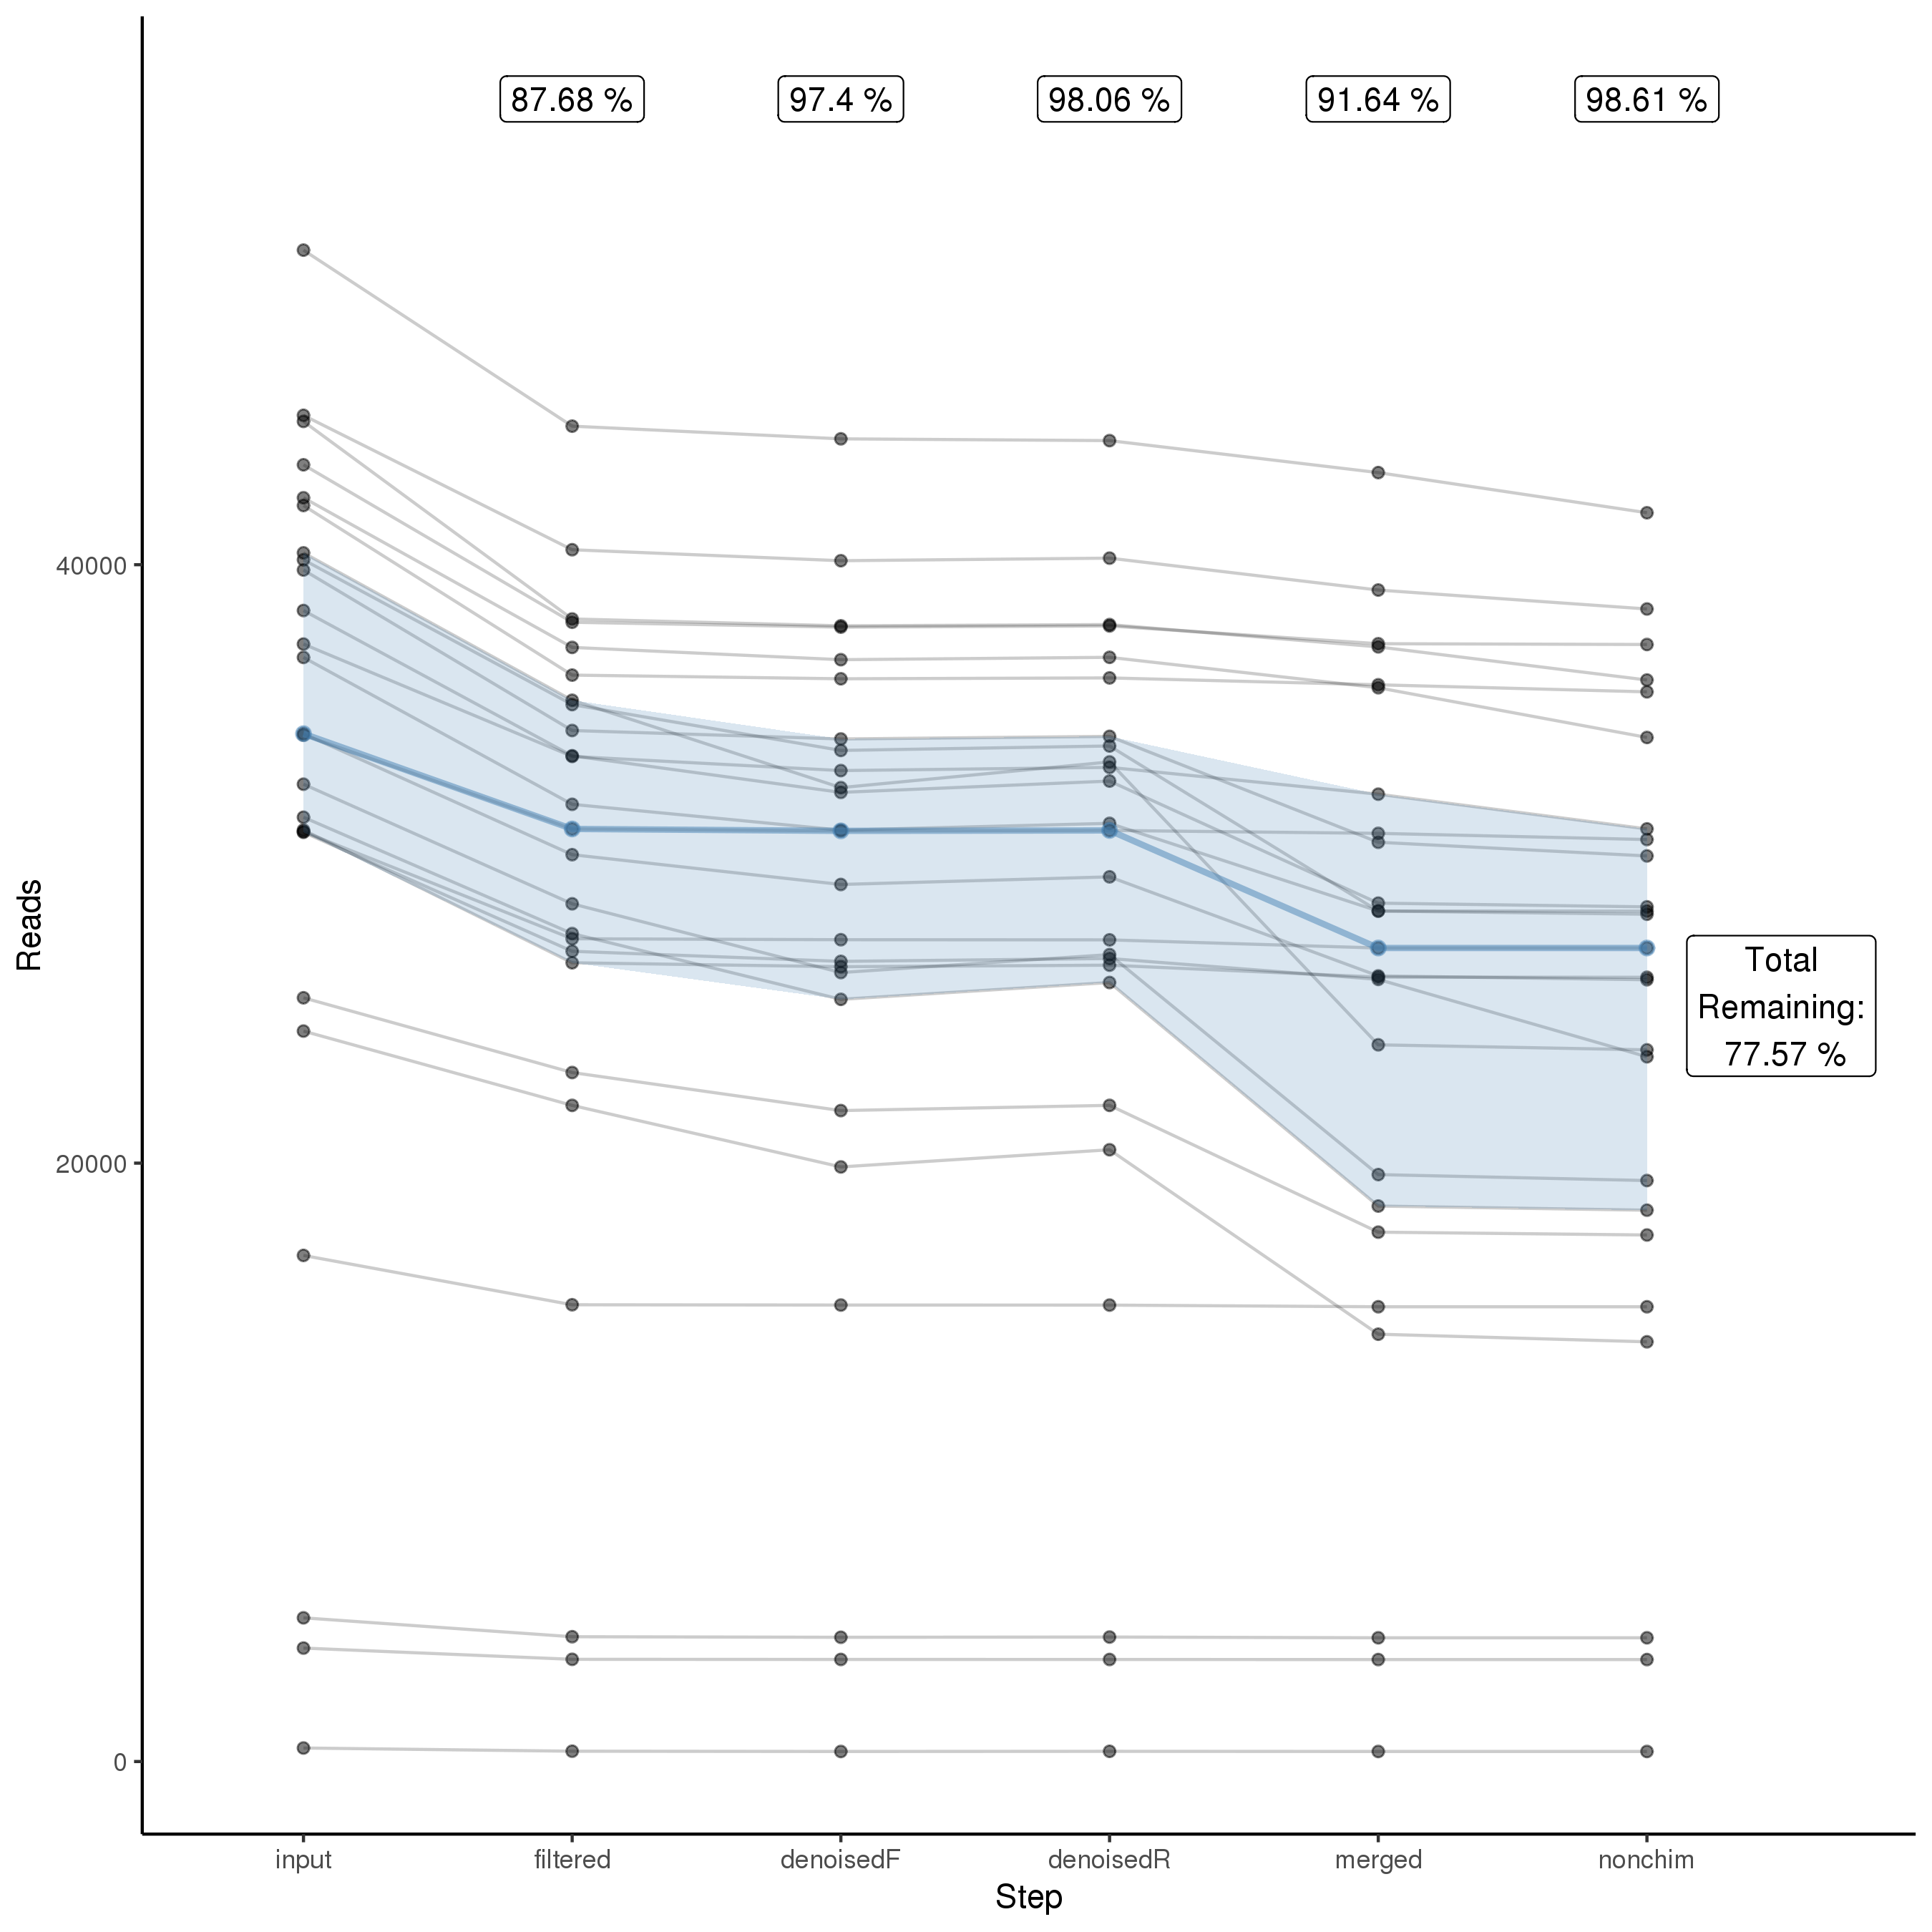 87.68 %
97.4 %
98.06 %
91.64 %
98.61 %
Reads
40000
20000
0
Total
Remaining:
77.57 %
input
filtered
denoisedF
denoisedR
merged
nonchim
Step